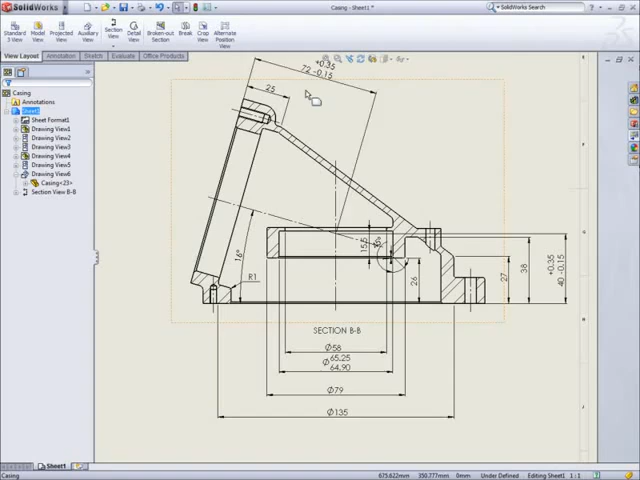 SolidWorks
Casing - Sheet1 *
SolidWorks Search
Standard 3 View
Model View
Projected View
Auxiliary View
Section View
Detail View
Broken-out Section
Break
Crop View
Alternate Position View
View Layout
Annotation
Sketch
Evaluate
Office Products
Casing
Annotations
Sheet1
Sheet Format1
Drawing View1
Drawing View2
Drawing View3
Drawing View4
Drawing View5
Drawing View6
Casing<23>
Section View B-B
+0.35
72 -0.15
25
16°
R1
15,5
26
27
38
+0.35
40 -0.15
SECTION B-B
Ø58
65.25
Ø
64,90
Ø79
Ø135
Sheet1
Casing
675.622mm
350.777mm
0mm
Under Defined
Editing Sheet1
1 : 1